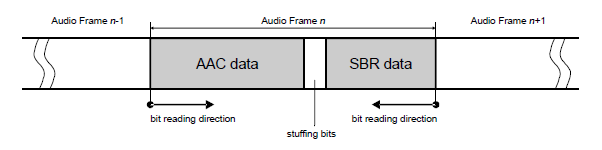 Audio Frame n-1
Audio Frame n
Audio Frame n+1
AAC data
SBR data
bit reading direction
bit reading direction
stuffing bits